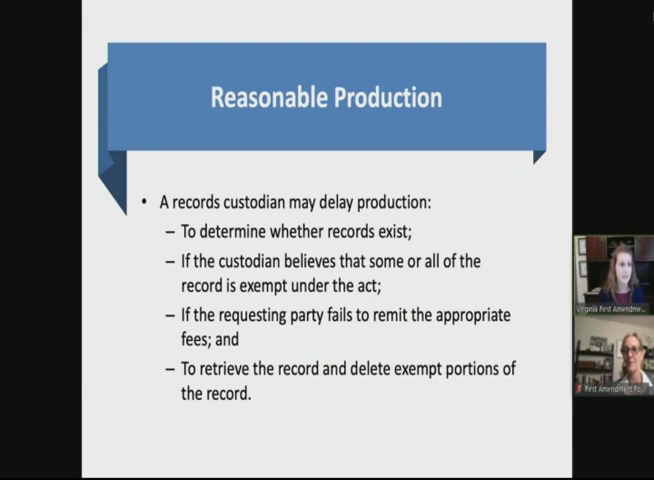 Reasonable Production
• A records custodian may delay production:
– To determine whether records exist;
– If the custodian believes that some or all of the
record is exempt under the act;
– If the requesting party fails to remit the appropriate
fees; and
– To retrieve the record and delete exempt portions of
the record.
Virginia First Amendme...
First Amendment Fo...